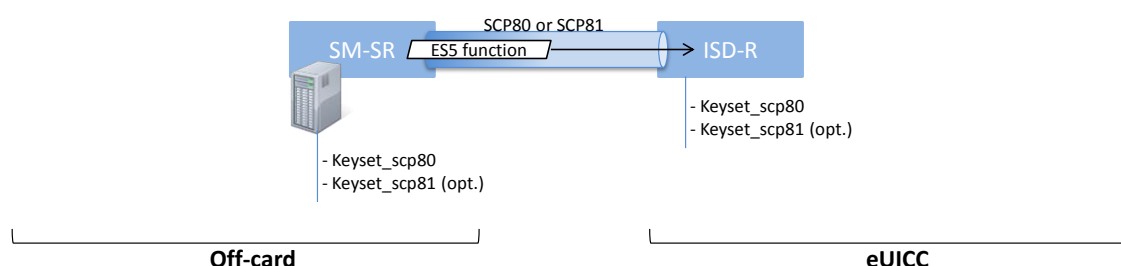 SCP80 or SCP81
SM-SR
ES5 function
ISD-R
- Keyset_scp80
- Keyset_scp81 (opt.)
- Keyset_scp80
- Keyset_scp81 (opt.)
Off-card
eUICC